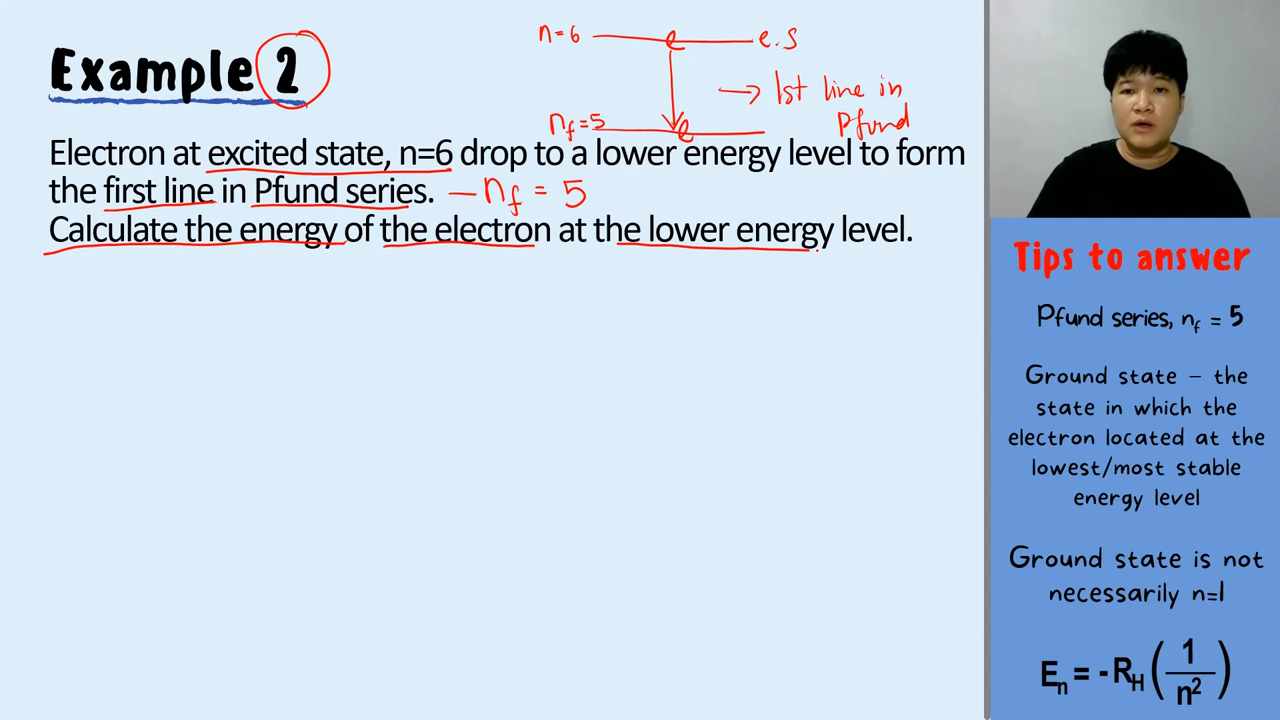 Example 2
n=6
e
e.s
→ 1st line in
Pfund
nf=5
e
Electron at excited state, n=6 drop to a lower energy level to form
the first line in Pfund series. – nf = 5
Calculate the energy of the electron at the lower energy level.
Tips to answer
Pfund series, nf = 5
Ground state – the
state in which the
electron located at the
lowest/most stable
energy level
Ground state is not
necessarily n=1
En = -RH (1/n²)